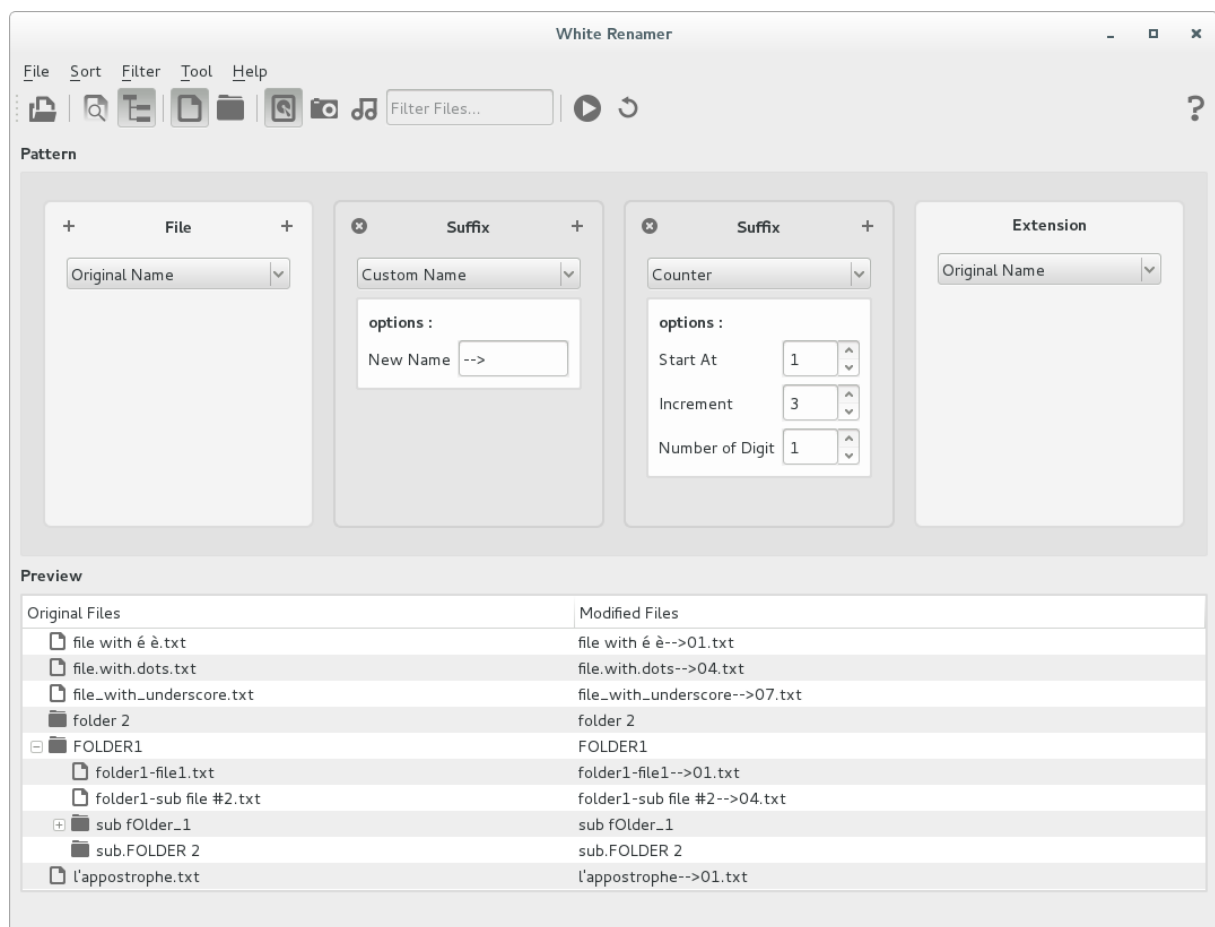 White Renamer
File Sort Filter Tool Help
Filter Files...
?
Pattern
+ File +
Original Name
Suffix +
Custom Name
options :
New Name -->
Suffix +
Counter
options :
Start At 1
Increment 3
Number of Digit 1
Extension
Original Name
Preview
Original Files Modified Files
file with é è.txt file with é è-->01.txt
file.with.dots.txt file.with.dots-->04.txt
file_with_underscore.txt file_with_underscore-->07.txt
folder 2 folder 2
FOLDER1 FOLDER1
folder1-file1.txt folder1-file1-->01.txt
folder1-sub file #2.txt folder1-sub file #2-->04.txt
sub fOlder_1 sub fOlder_1
sub.FOLDER 2 sub.FOLDER 2
l'appostrophe.txt l'appostrophe-->01.txt